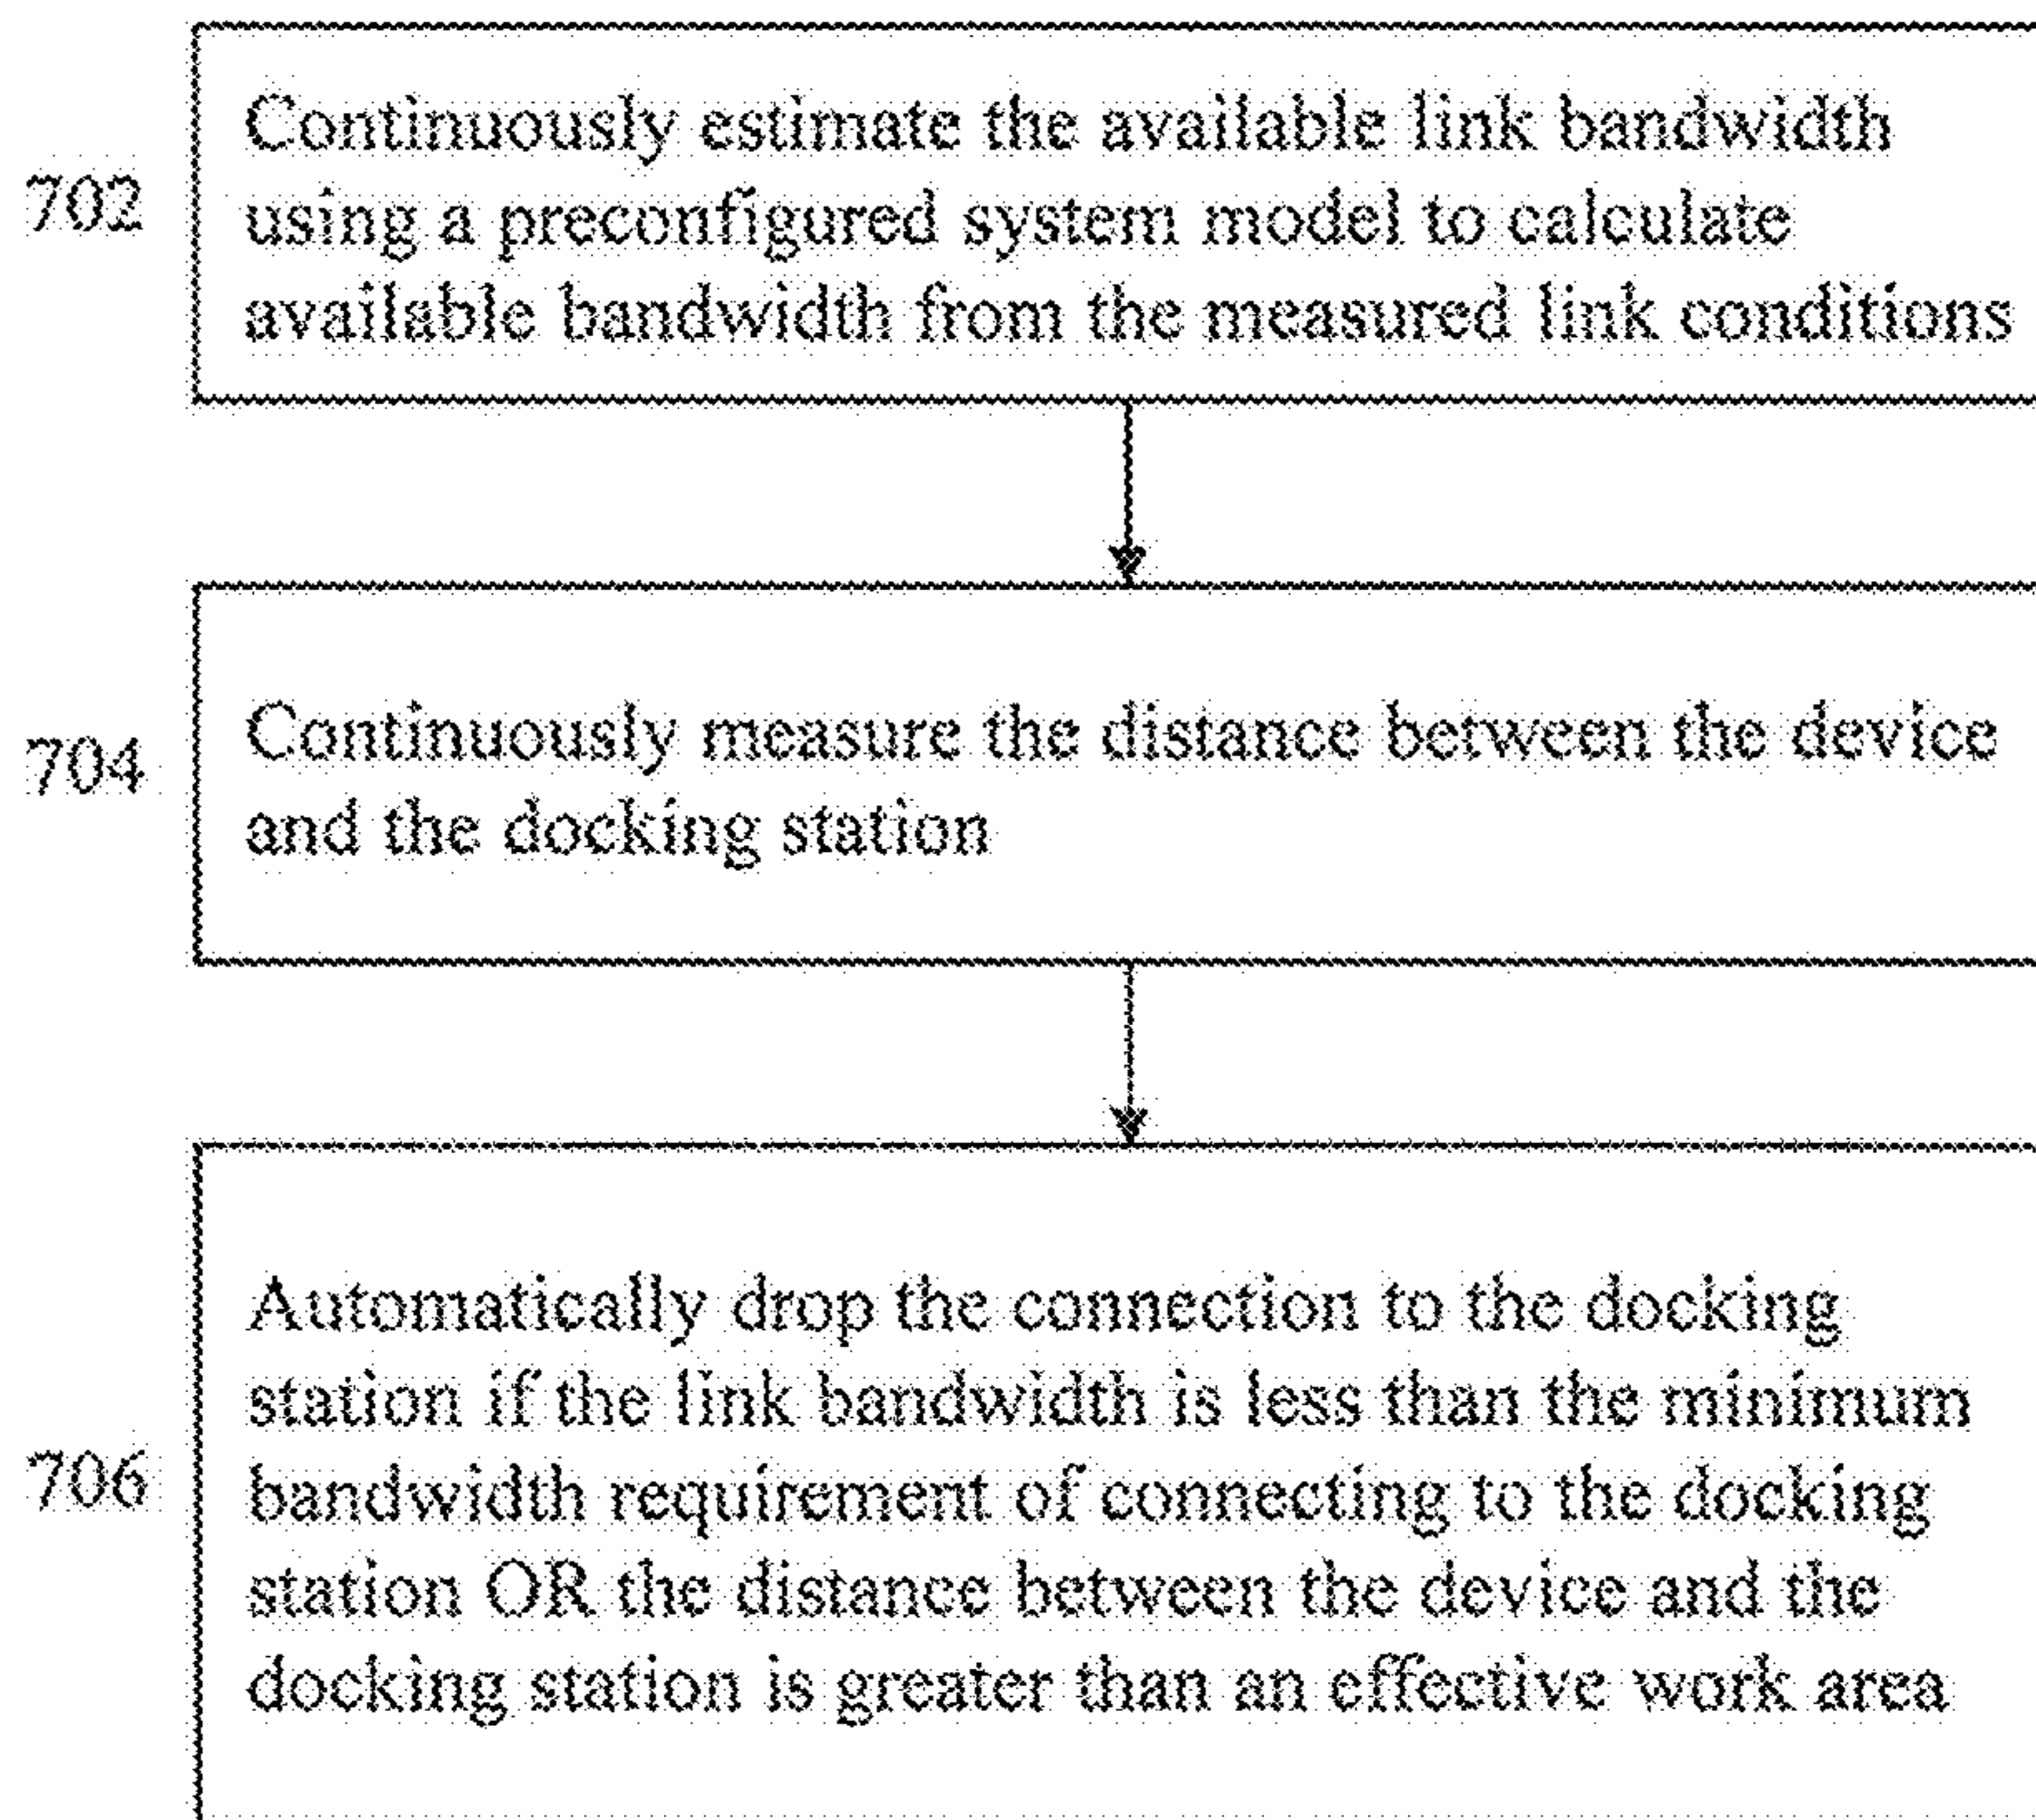 702
Continuously estimate the available link bandwidth
using a preconfigured system model to calculate
available bandwidth from the measured link conditions
704
Continuously measure the distance between the device
and the docking station
706
Automatically drop the connection to the docking
station if the link bandwidth is less than the minimum
bandwidth requirement of connecting to the docking
station OR the distance between the device and the
docking station is greater than an effective work area